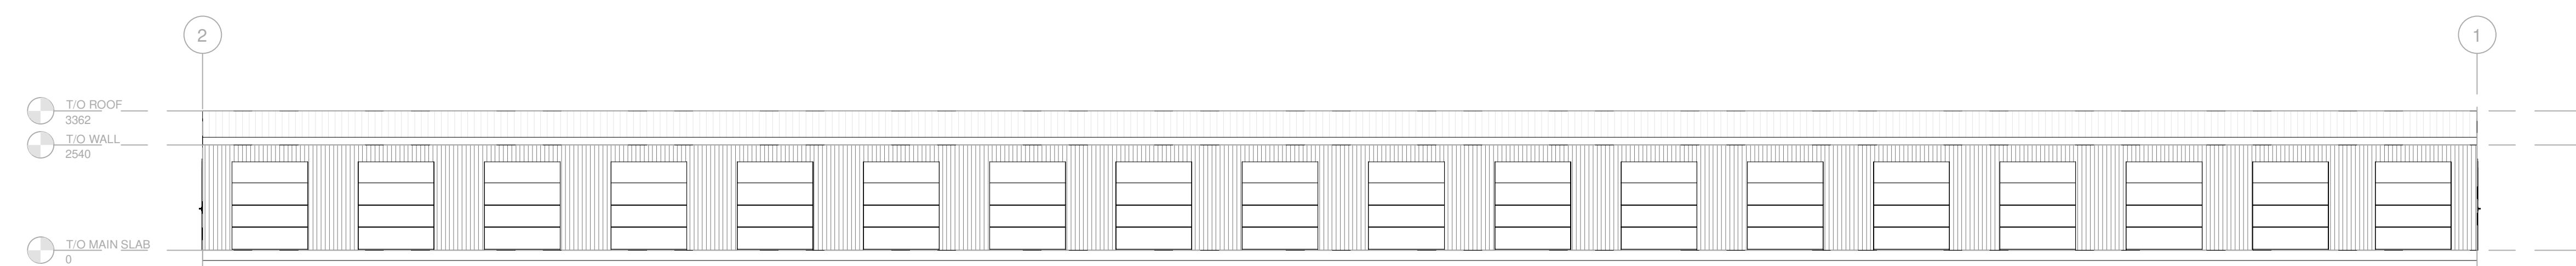 2
1
T/O ROOF
3362
T/O WALL
2540
T/O MAIN SLAB
0